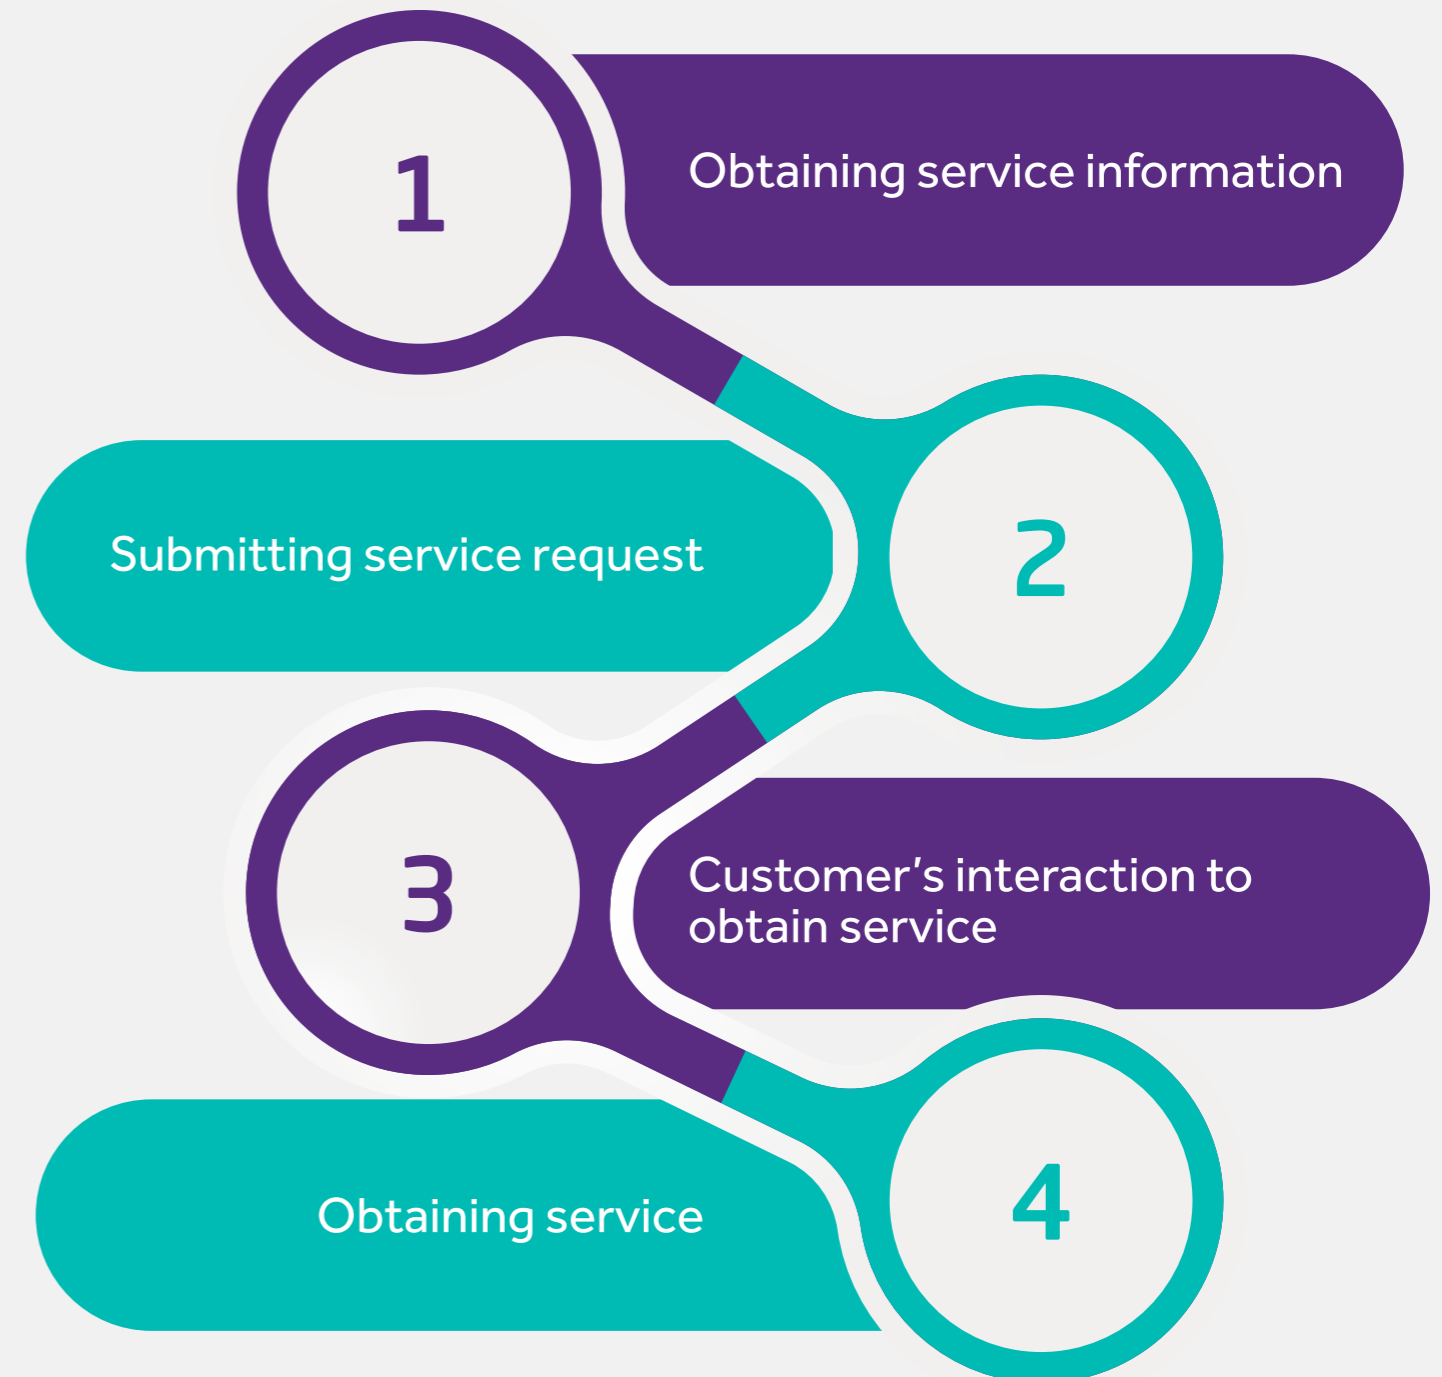 1
Obtaining service information
Submitting service request
2
3
Customer’s interaction to
obtain service
Obtaining service
4